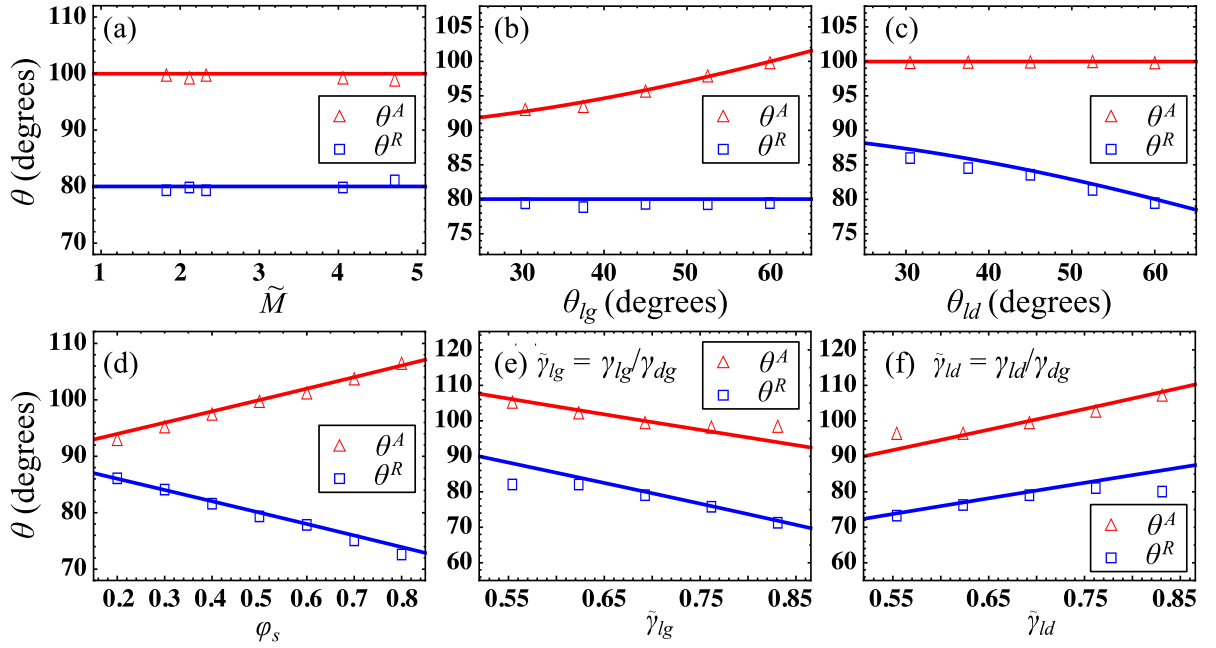 (a)
110
100
90
80
70
θ (degrees)
θ^A
θ^R
1 2 3 4 5
M̃
(b)
100
95
90
85
80
75
θ^A
θ^R
30 40 50 60
θ_lg (degrees)
(c)
100
95
90
85
80
75
θ^A
θ^R
30 40 50 60
θ_ld (degrees)
(d)
110
100
90
80
70
θ (degrees)
θ^A
θ^R
0.2 0.3 0.4 0.5 0.6 0.7 0.8
φ_s
(e) γ̃_lg = γ_lg/γ_dg
120
110
100
90
80
70
60
θ^A
θ^R
0.55 0.65 0.75 0.85
γ̃_lg
(f) γ̃_ld = γ_ld/γ_dg
120
110
100
90
80
70
60
θ^A
θ^R
0.55 0.65 0.75 0.85
γ̃_ld